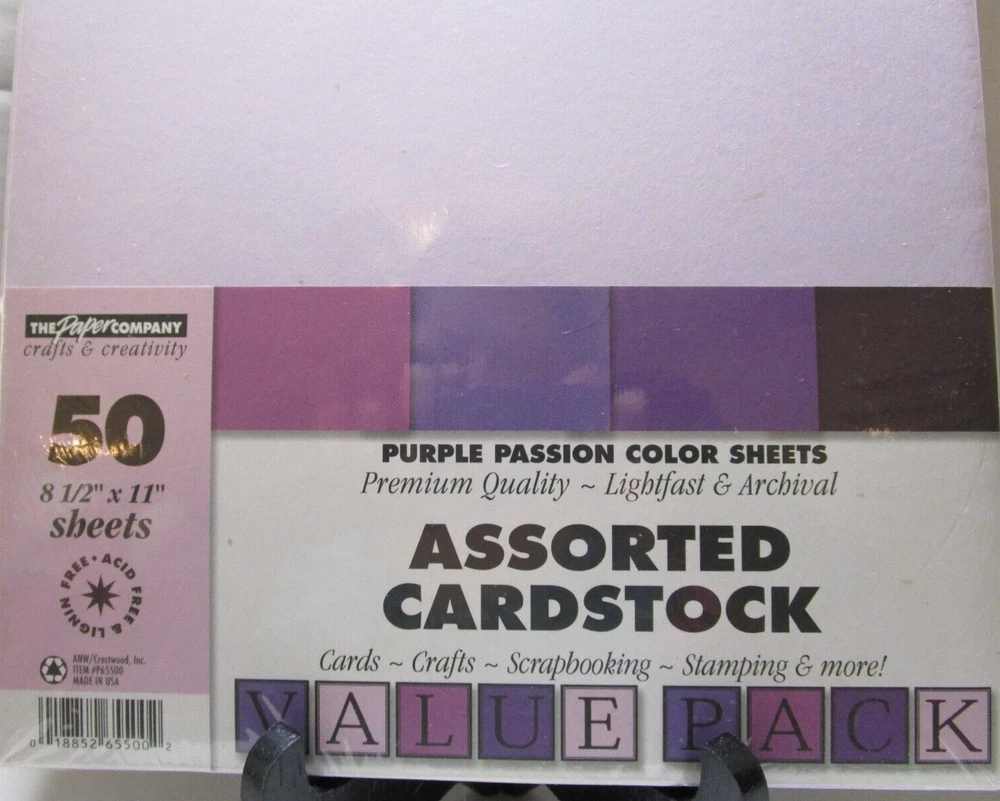 THE Paper COMPANY
crafts & creativity
50
8 1/2" x 11"
sheets
ACID FREE & LIGNIN FREE •
ANW/Crestwood, Inc.
ITEM #P65500
MADE IN USA
0 18852 65500 2
PURPLE PASSION COLOR SHEETS
Premium Quality ~ Lightfast & Archival
ASSORTED
CARDSTOCK
Cards ~ Crafts ~ Scrapbooking ~ Stamping & more!
VALUE PACK